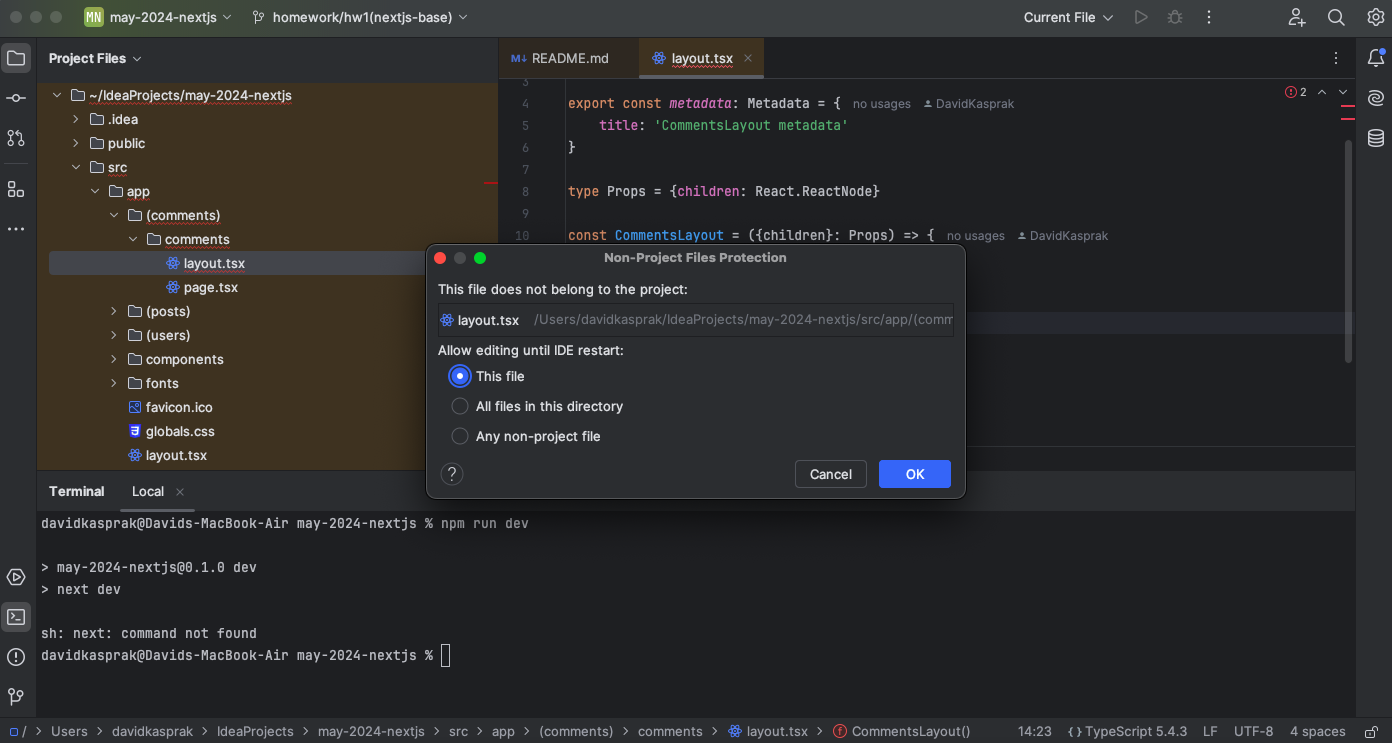 MN may-2024-nextjs homework/hw1(nextjs-base) Current File
Project Files
~/IdeaProjects/may-2024-nextjs
.idea
public
src
app
(comments)
comments
layout.tsx
page.tsx
(posts)
(users)
components
fonts
favicon.ico
globals.css
layout.tsx
M↓ README.md layout.tsx
3
4 export const metadata: Metadata = { no usages DavidKasprak
5 title: 'CommentsLayout metadata'
6 }
7
8 type Props = {children: React.ReactNode}
9
10 const CommentsLayout = ({children}: Props) => { no usages DavidKasprak
2
Non-Project Files Protection
This file does not belong to the project:
layout.tsx /Users/davidkasprak/IdeaProjects/may-2024-nextjs/src/app/(comm
Allow editing until IDE restart:
This file
All files in this directory
Any non-project file
? Cancel OK
Terminal Local
davidkasprak@Davids-MacBook-Air may-2024-nextjs % npm run dev
> may-2024-nextjs@0.1.0 dev
> next dev
sh: next: command not found
davidkasprak@Davids-MacBook-Air may-2024-nextjs %
/ > Users > davidkasprak > IdeaProjects > may-2024-nextjs > src > app > (comments) > comments > layout.tsx > CommentsLayout() 14:23 {} TypeScript 5.4.3 LF UTF-8 4 spaces